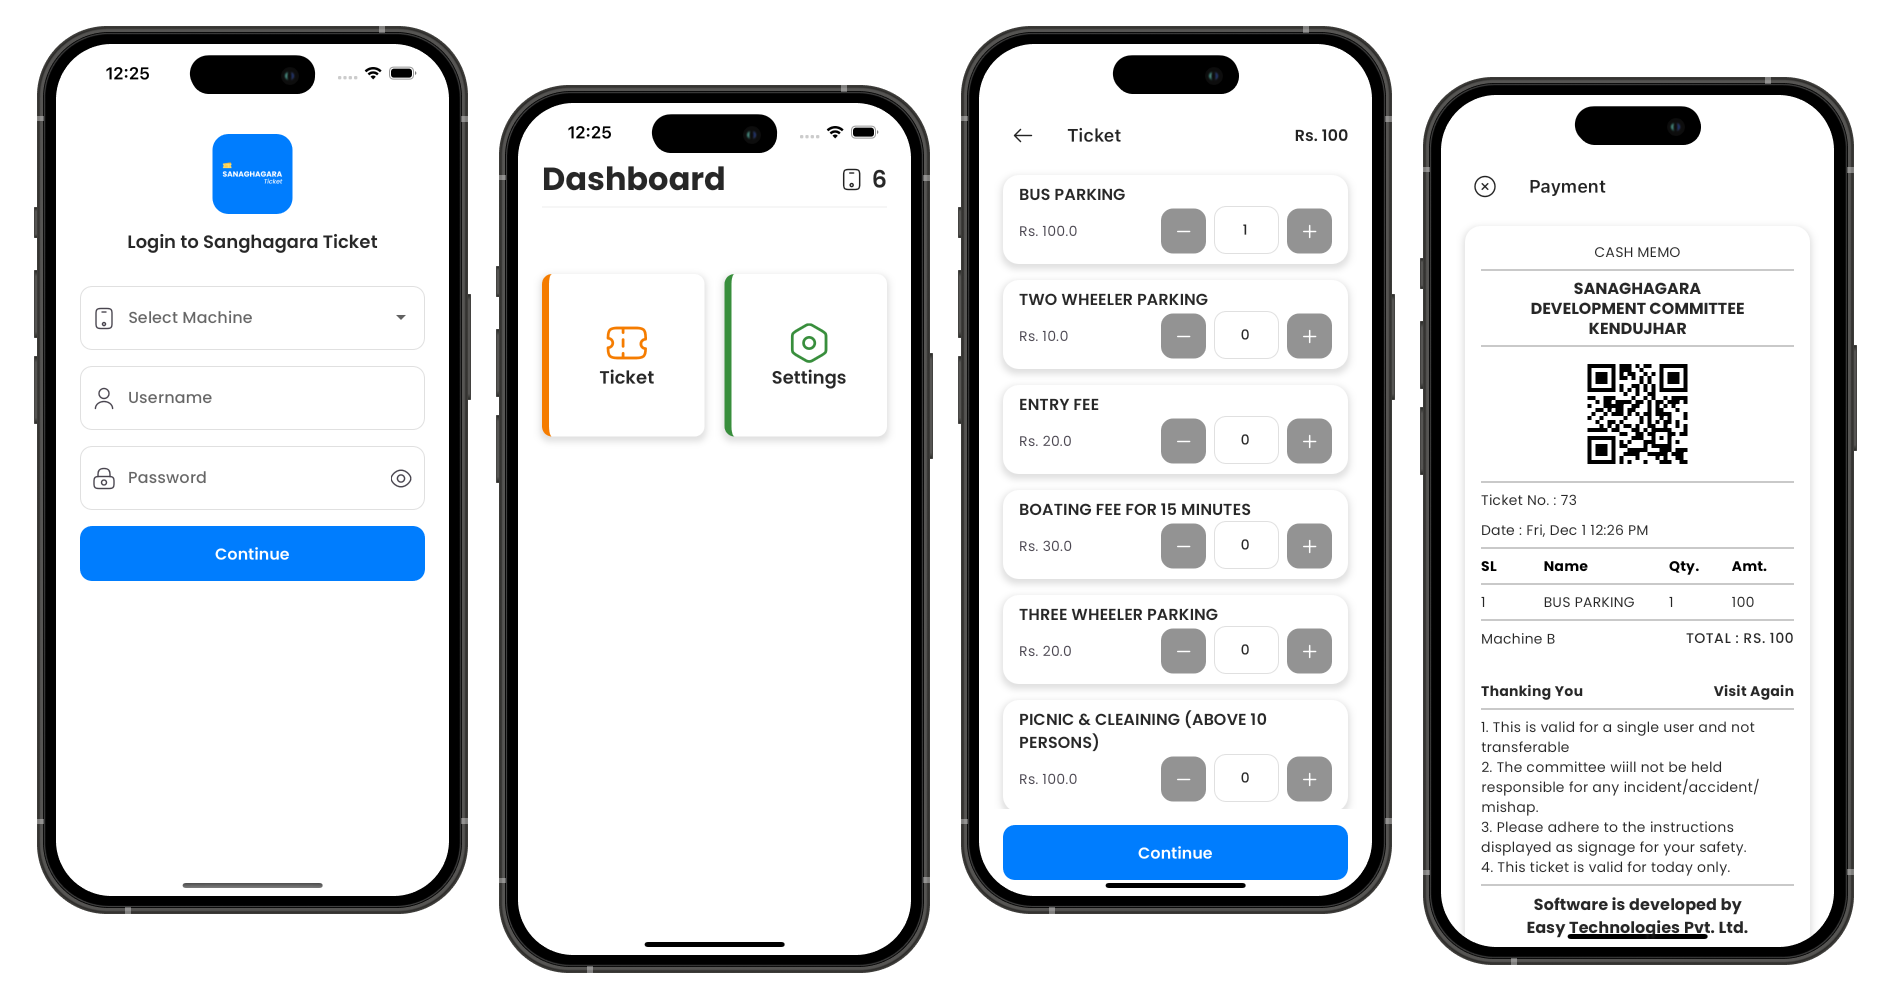 12:25
SANAGHAGARA
Ticket
Login to Sanghagara Ticket
Select Machine
Username
Password
Continue
12:25
Dashboard
6
Ticket
Settings
Ticket
Rs. 100
BUS PARKING
Rs. 100.0
1
TWO WHEELER PARKING
Rs. 10.0
0
ENTRY FEE
Rs. 20.0
0
BOATING FEE FOR 15 MINUTES
Rs. 30.0
0
THREE WHEELER PARKING
Rs. 20.0
0
PICNIC & CLEAINING (ABOVE 10
PERSONS)
Rs. 100.0
0
Continue
Payment
CASH MEMO
SANAGHAGARA
DEVELOPMENT COMMITTEE
KENDUJHAR
Ticket No. : 73
Date : Fri, Dec 1 12:26 PM
SL Name Qty. Amt.
1 BUS PARKING 1 100
Machine B TOTAL : RS. 100
Thanking You Visit Again
1. This is valid for a single user and not
transferable
2. The committee wiill not be held
responsible for any incident/accident/
mishap.
3. Please adhere to the instructions
displayed as signage for your safety.
4. This ticket is valid for today only.
Software is developed by
Easy Technologies Pvt. Ltd.